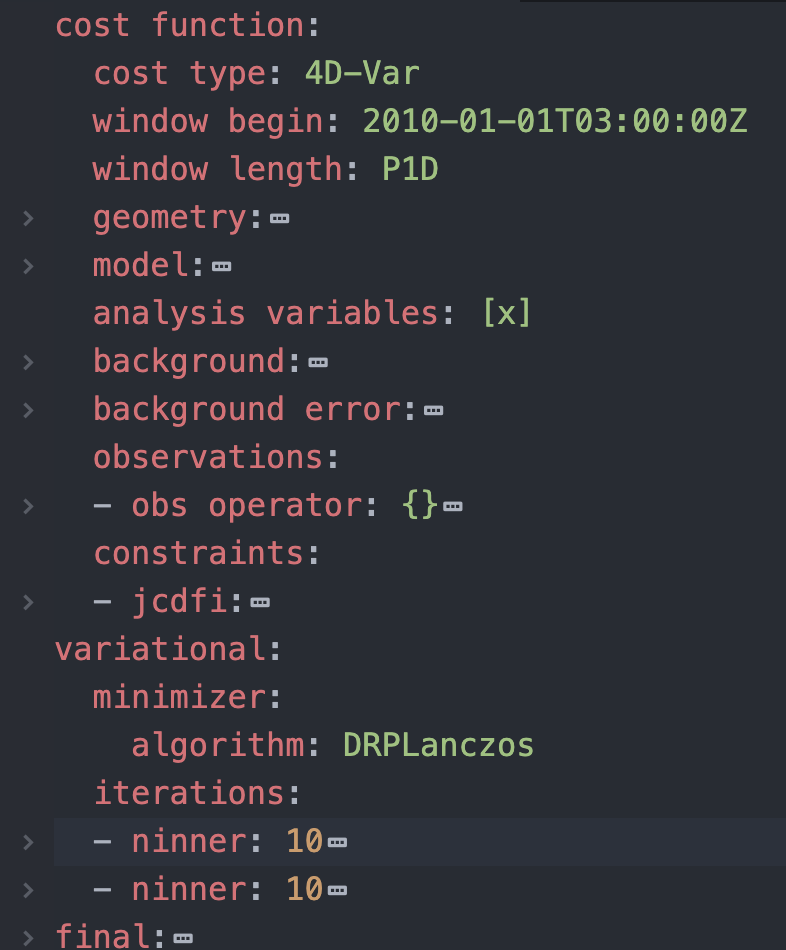 cost function:
  cost type: 4D-Var
  window begin: 2010-01-01T03:00:00Z
  window length: P1D
  geometry:
  model:
  analysis variables: [x]
  background:
  background error:
  observations:
  - obs operator: {}
  constraints:
  - jcdfi:
variational:
  minimizer:
    algorithm: DRPLanczos
  iterations:
  - ninner: 10
  - ninner: 10
final: